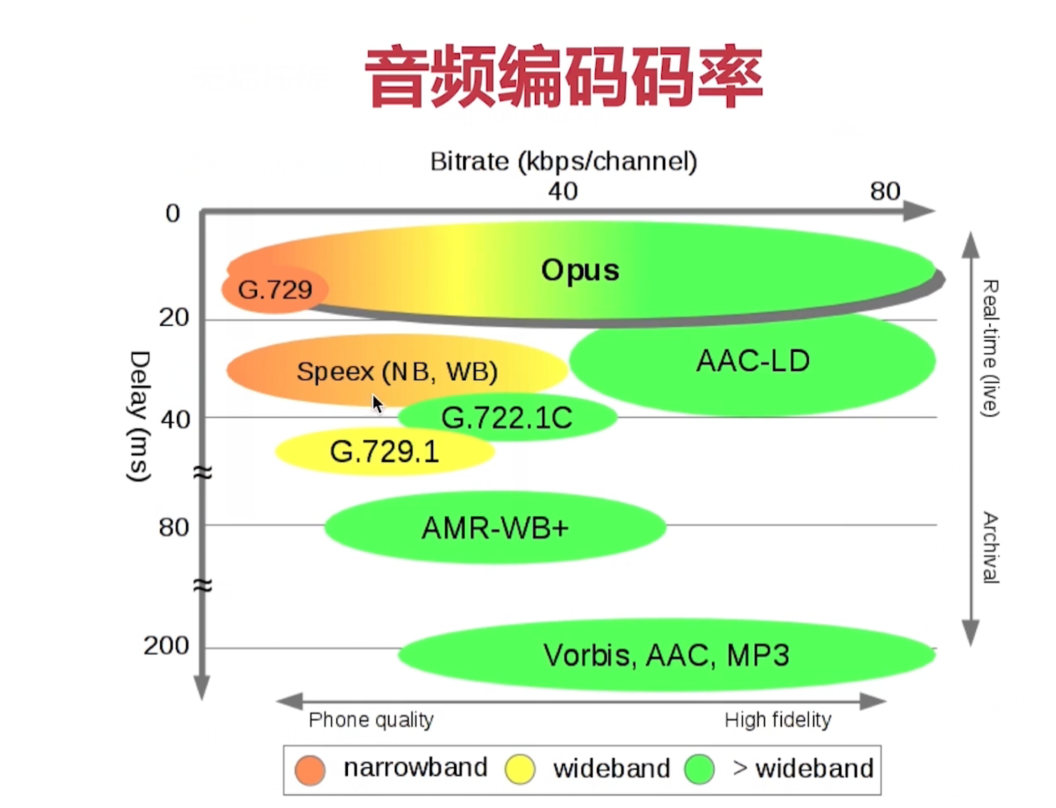 音频编码码率
Bitrate (kbps/channel)
40 80
0
Opus
G.729
20
AAC-LD
Speex (NB, WB)
40
G.722.1C
G.729.1
80
AMR-WB+
200
Vorbis, AAC, MP3
Delay (ms)
Real-time (live)
Archival
Phone quality High fidelity
narrowband wideband > wideband